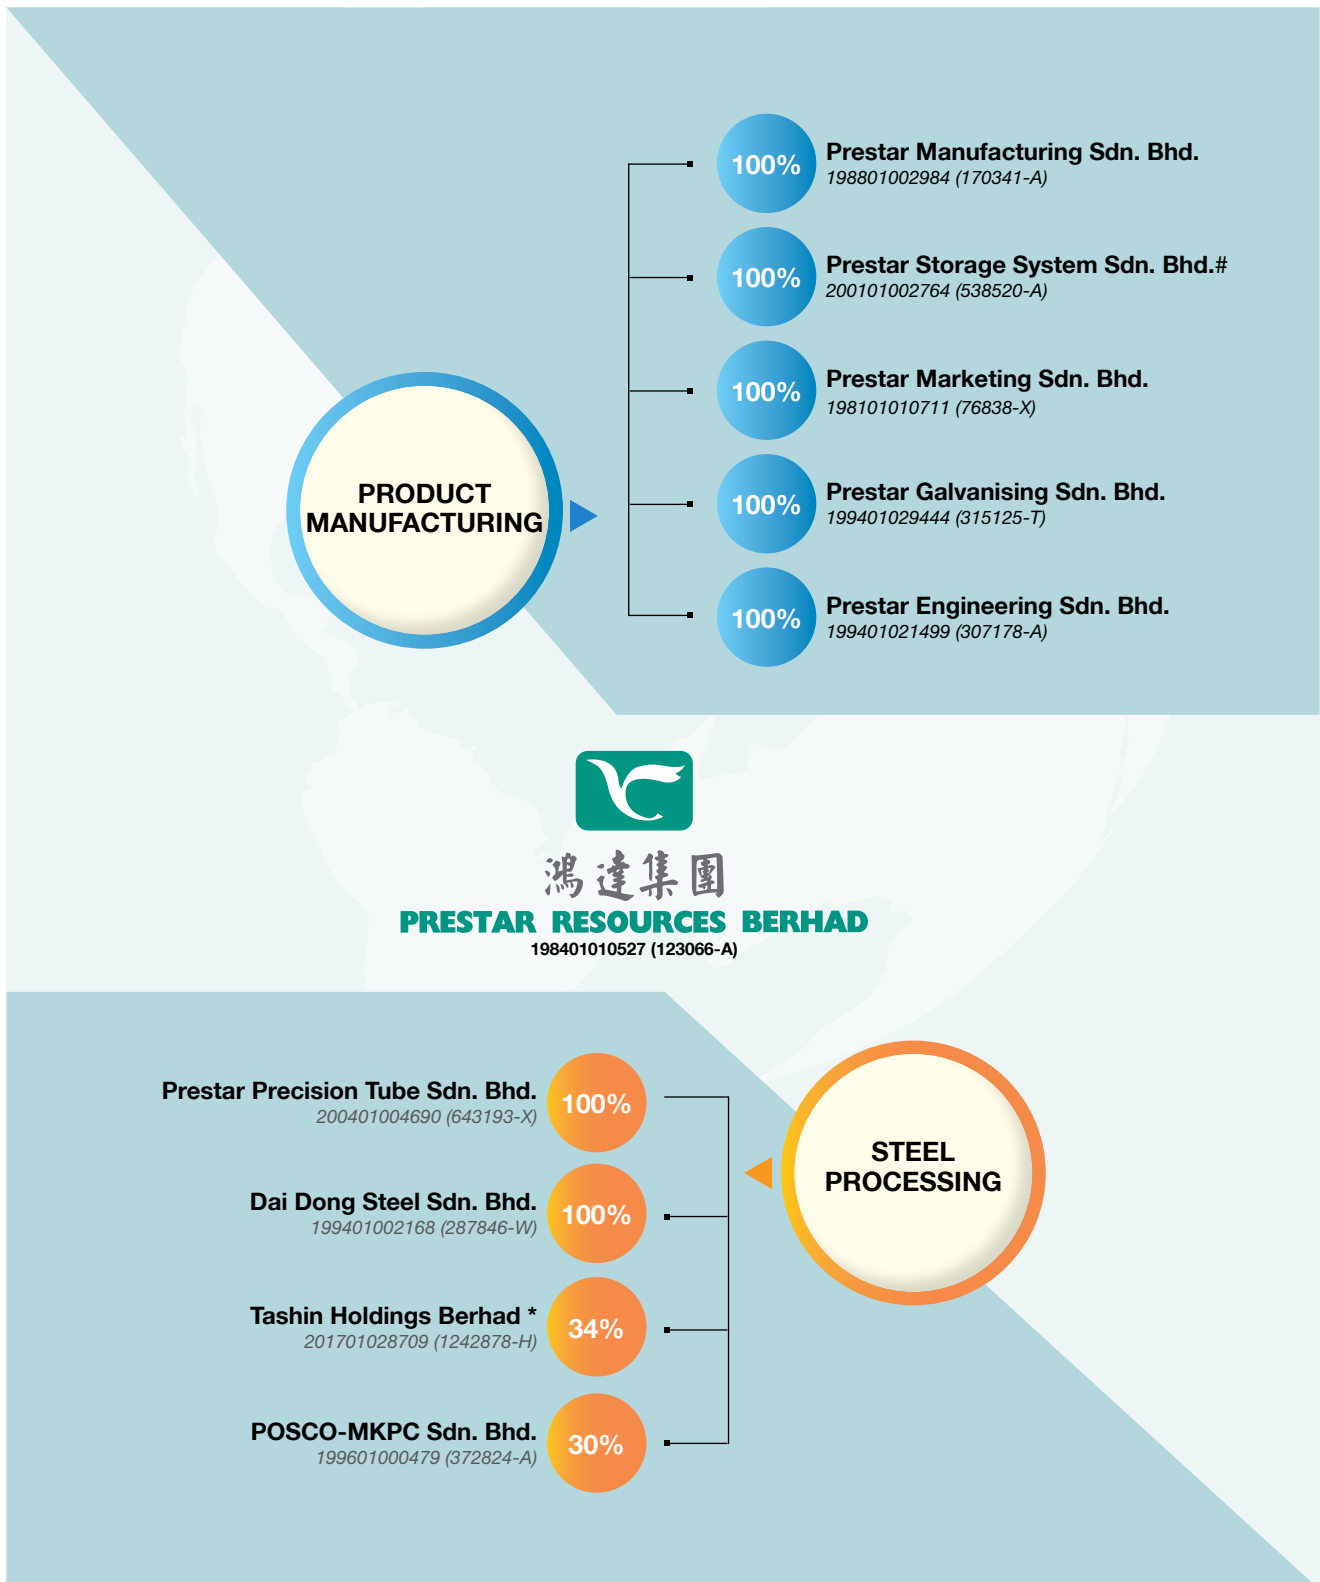 100%
Prestar Manufacturing Sdn. Bhd.
198801002984 (170341-A)
100%
Prestar Storage System Sdn. Bhd.#
200101002764 (538520-A)
100%
Prestar Marketing Sdn. Bhd.
198101010711 (76838-X)
100%
Prestar Galvanising Sdn. Bhd.
199401029444 (315125-T)
100%
Prestar Engineering Sdn. Bhd.
199401021499 (307178-A)
PRODUCT
MANUFACTURING
鴻達集團
PRESTAR RESOURCES BERHAD
198401010527 (123066-A)
Prestar Precision Tube Sdn. Bhd.
200401004690 (643193-X)
100%
Dai Dong Steel Sdn. Bhd.
199401002168 (287846-W)
100%
Tashin Holdings Berhad *
201701028709 (1242878-H)
34%
POSCO-MKPC Sdn. Bhd.
199601000479 (372824-A)
30%
STEEL
PROCESSING